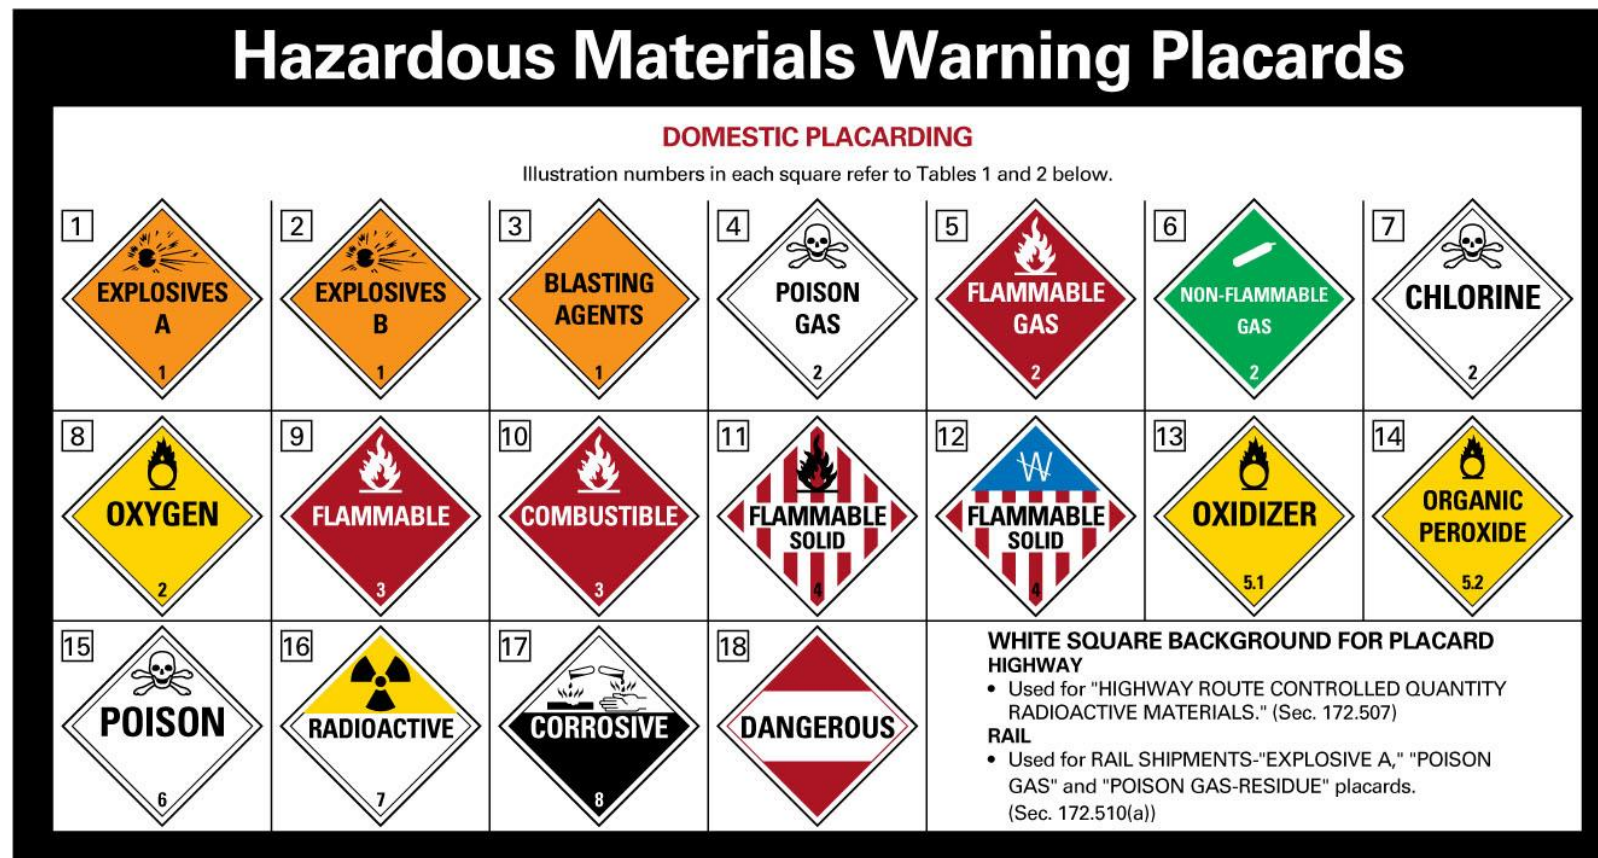 Hazardous Materials Warning Placards
DOMESTIC PLACARDING
Illustration numbers in each square refer to Tables 1 and 2 below.
1
EXPLOSIVES
A
1
2
EXPLOSIVES
B
1
3
BLASTING
AGENTS
1
4
POISON
GAS
2
5
FLAMMABLE
GAS
2
6
NON-FLAMMABLE
GAS
2
7
CHLORINE
2
8
OXYGEN
2
9
FLAMMABLE
3
10
COMBUSTIBLE
3
11
FLAMMABLE
SOLID
4
12
W
FLAMMABLE
SOLID
4
13
OXIDIZER
5.1
14
ORGANIC
PEROXIDE
5.2
15
POISON
6
16
RADIOACTIVE
7
17
CORROSIVE
8
18
DANGEROUS
WHITE SQUARE BACKGROUND FOR PLACARD
HIGHWAY
• Used for "HIGHWAY ROUTE CONTROLLED QUANTITY
RADIOACTIVE MATERIALS." (Sec. 172.507)
RAIL
• Used for RAIL SHIPMENTS-"EXPLOSIVE A," "POISON
GAS" and "POISON GAS-RESIDUE" placards.
(Sec. 172.510(a))